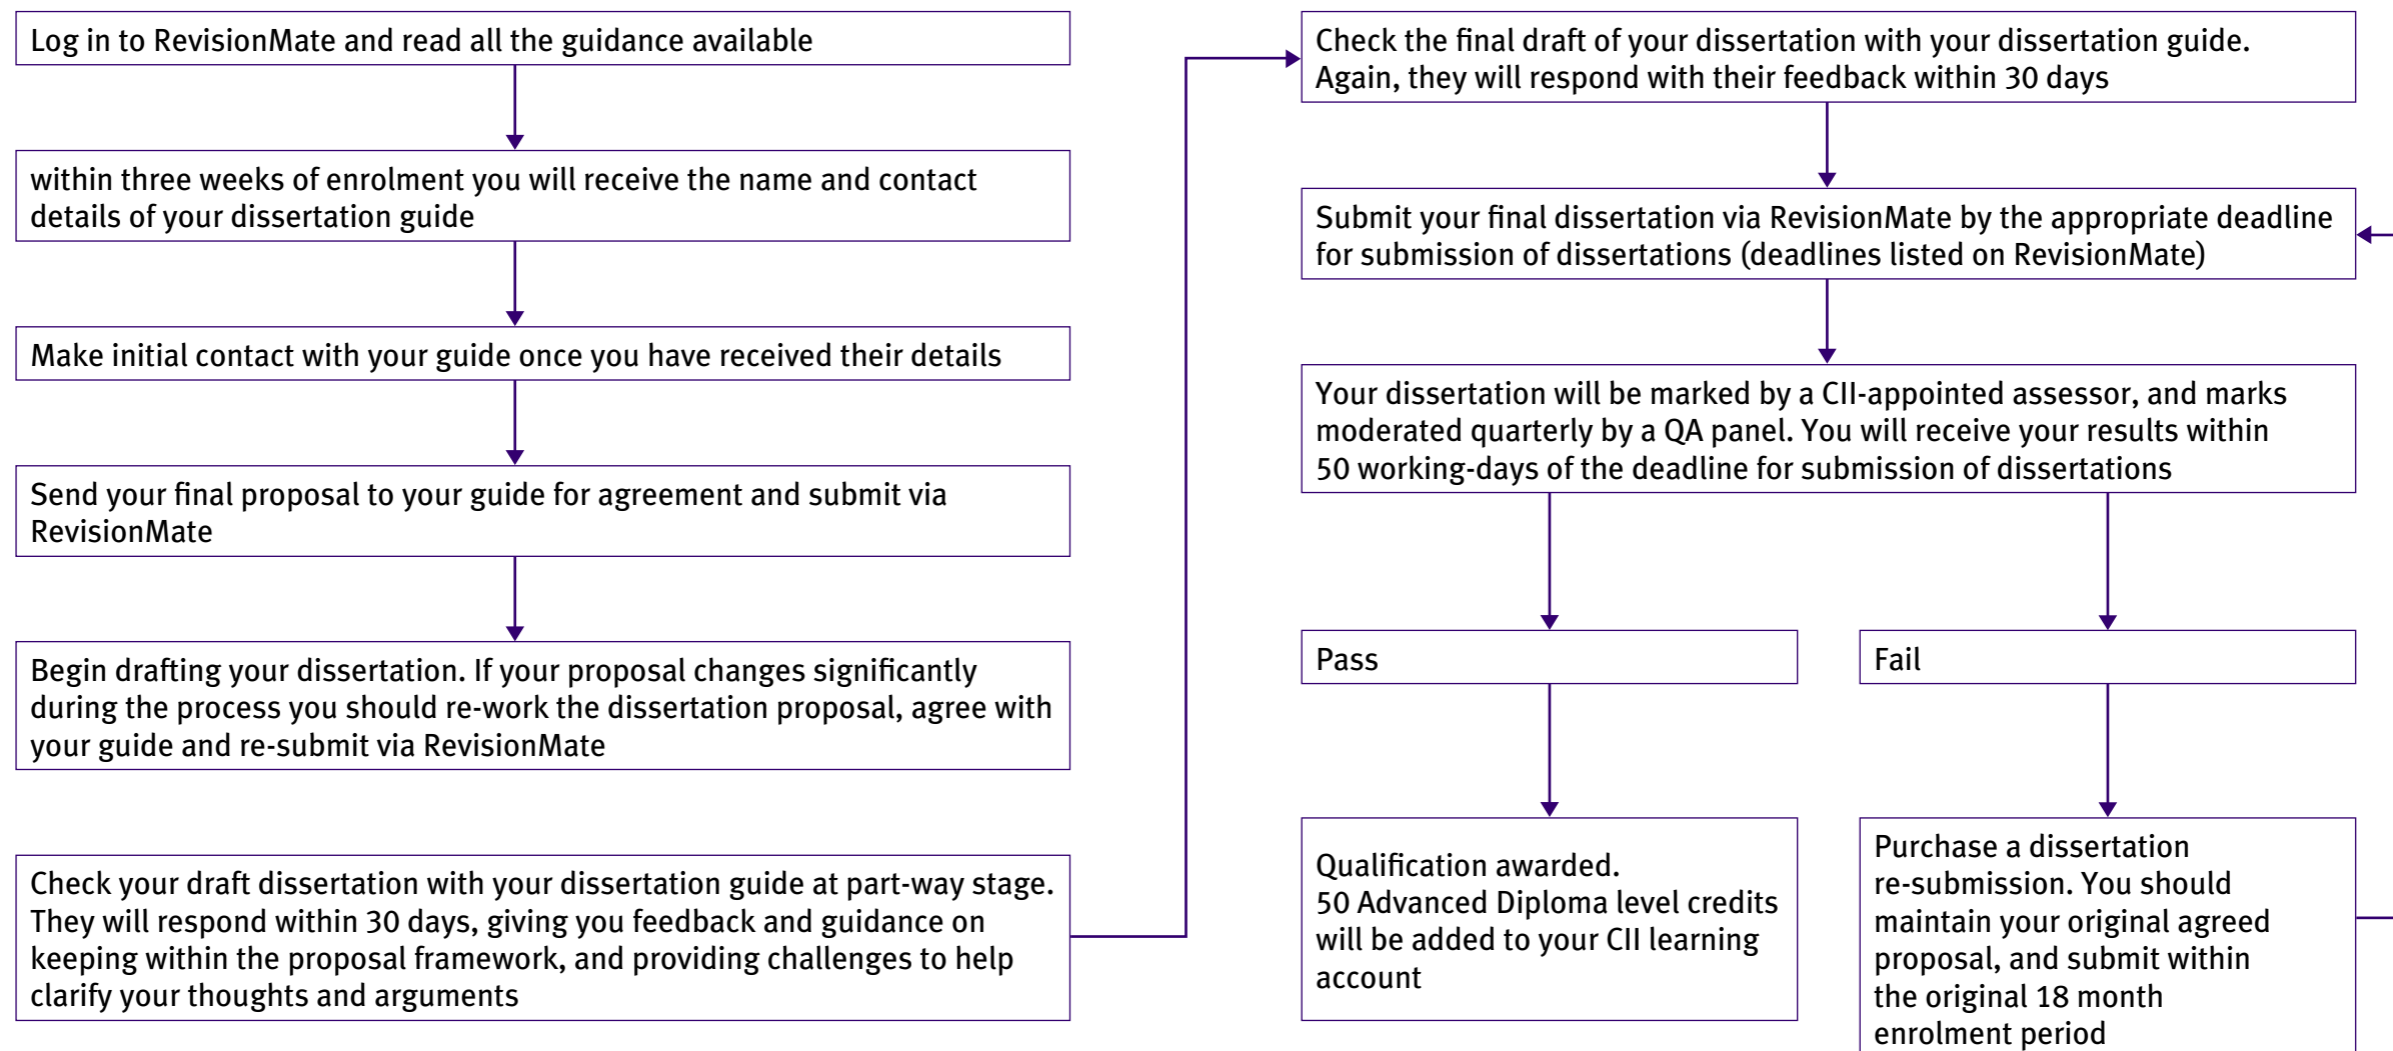 Log in to RevisionMate and read all the guidance available
within three weeks of enrolment you will receive the name and contact
details of your dissertation guide
Make initial contact with your guide once you have received their details
Send your final proposal to your guide for agreement and submit via
RevisionMate
Begin drafting your dissertation. If your proposal changes significantly
during the process you should re-work the dissertation proposal, agree with
your guide and re-submit via RevisionMate
Check your draft dissertation with your dissertation guide at part-way stage.
They will respond within 30 days, giving you feedback and guidance on
keeping within the proposal framework, and providing challenges to help
clarify your thoughts and arguments
Check the final draft of your dissertation with your dissertation guide.
Again, they will respond with their feedback within 30 days
Submit your final dissertation via RevisionMate by the appropriate deadline
for submission of dissertations (deadlines listed on RevisionMate)
Your dissertation will be marked by a CII-appointed assessor, and marks
moderated quarterly by a QA panel. You will receive your results within
50 working-days of the deadline for submission of dissertations
Pass
Qualification awarded.
50 Advanced Diploma level credits
will be added to your CII learning
account
Fail
Purchase a dissertation
re-submission. You should
maintain your original agreed
proposal, and submit within
the original 18 month
enrolment period